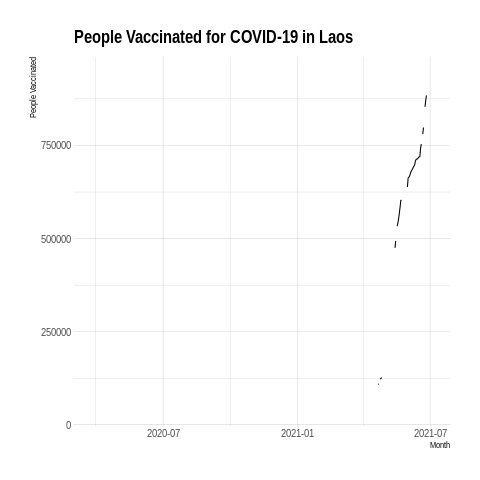 People Vaccinated for COVID-19 in Laos
People Vaccinated
750000
500000
250000
0
2020-07
2021-01
2021-07
Month